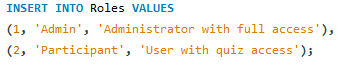 INSERT INTO Roles VALUES
(1, 'Admin', 'Administrator with full access'),
(2, 'Participant', 'User with quiz access');